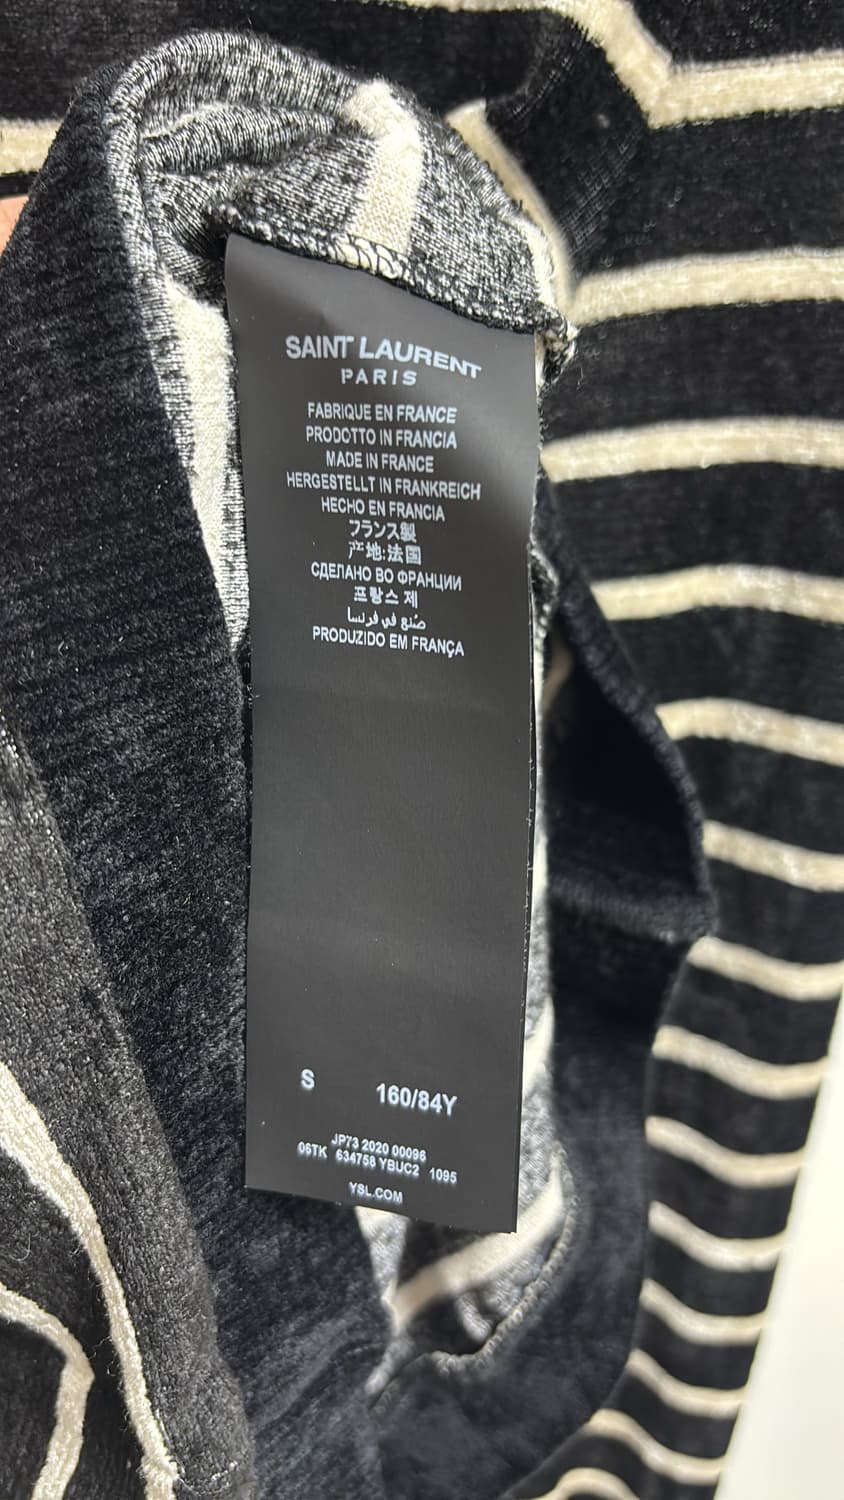 SAINT LAURENT
PARIS
FABRIQUE EN FRANCE
PRODOTTO IN FRANCIA
MADE IN FRANCE
HERGESTELLT IN FRANKREICH
HECHO EN FRANCIA
フランス製
产地:法国
СДЕЛАНО ВО ФРАНЦИИ
프랑스 제
صُنع في فرنسا
PRODUZIDO EM FRANÇA
S 160/84Y
JP73 2020 00096
06TK 634758 YBUC2 1095
YSL.COM